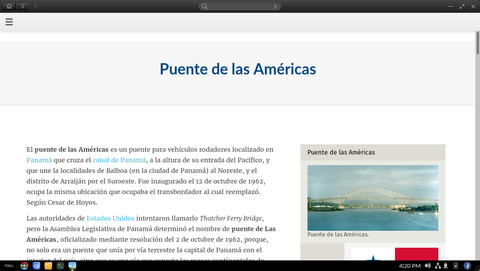 Puente de las Américas
El puente de las Américas es un puente para vehículos rodadores localizado en
Panamá que cruza el canal de Panamá, a la altura de su entrada del Pacífico, y
que une la localidades de Balboa (en la ciudad de Panamá) al Noreste, y el
distrito de Arraiján por el Suroeste. Fue inaugurado el 12 de octubre de 1962,
ocupa la misma ubicación que ocupaba el transbordador al cual reemplazó.
Según Cesar de Hoyos.
Las autoridades de Estados Unidos intentaron llamarlo Thatcher Ferry Bridge,
pero la Asamblea Legislativa de Panamá determinó el nombre de puente de Las
Américas, oficializado mediante resolución del 2 de octubre de 1962, porque,
no solo era un puente que unía por vía terrestre la capital de Panamá con el
Puente de las Américas
Puente de las Américas.
4:20 PM